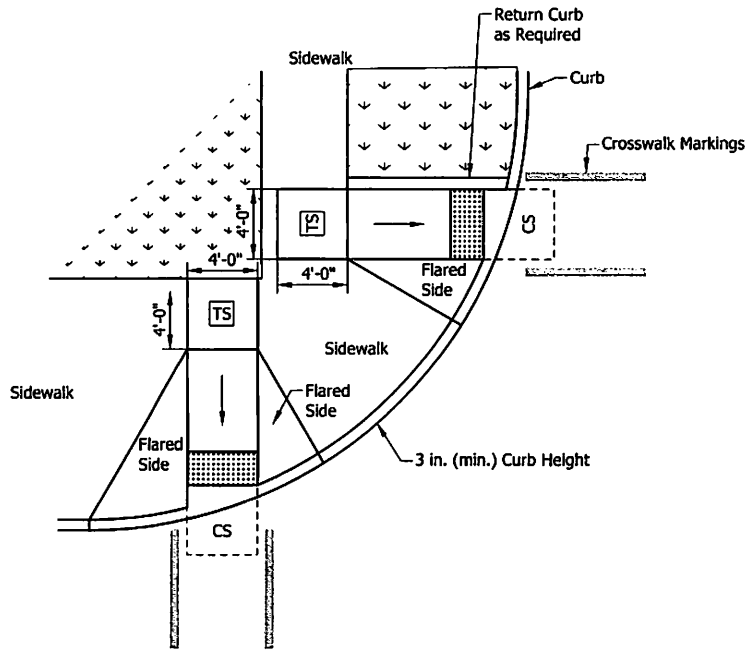 Return Curb
as Required
Sidewalk
Curb
Crosswalk Markings
4'-0"
TS
CS
4'-0"
4'-0"
Flared
Side
4'-0"
TS
Sidewalk
Sidewalk
Flared
Side
Flared
Side
3 in. (min.) Curb Height
CS